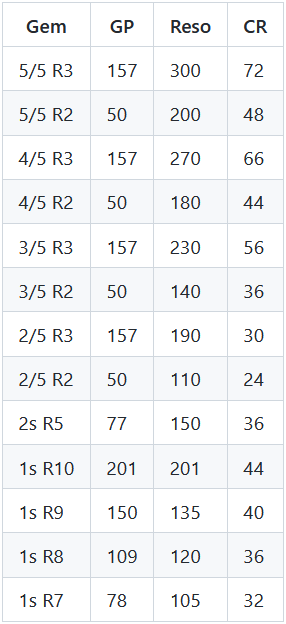 Gem GP Reso CR
5/5 R3 157 300 72
5/5 R2 50 200 48
4/5 R3 157 270 66
4/5 R2 50 180 44
3/5 R3 157 230 56
3/5 R2 50 140 36
2/5 R3 157 190 30
2/5 R2 50 110 24
2s R5 77 150 36
1s R10 201 201 44
1s R9 150 135 40
1s R8 109 120 36
1s R7 78 105 32